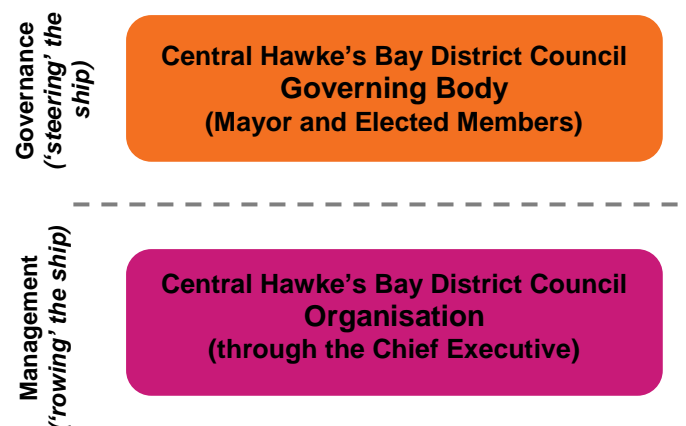 Governance
(‘steering’ the
ship)
Central Hawke’s Bay District Council
Governing Body
(Mayor and Elected Members)
Management
(‘rowing’ the ship)
Central Hawke’s Bay District Council
Organisation
(through the Chief Executive)